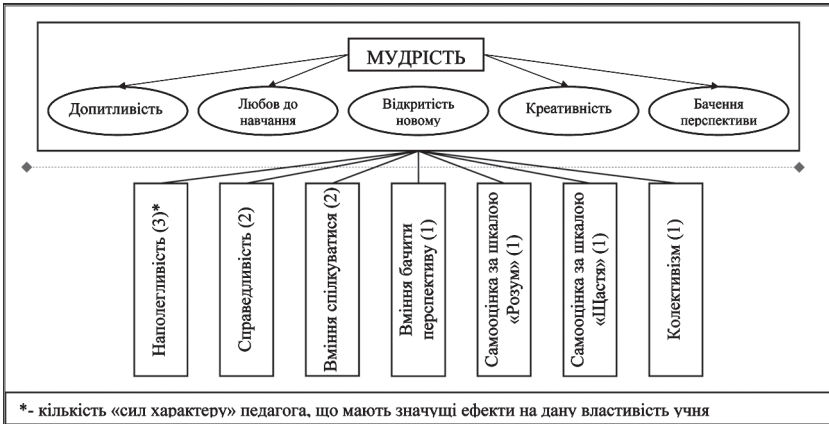 МУДРІСТЬ
Допитливість
Любов до
навчання
Відкритість
новому
Креативність
Бачення
перспективи
Наполегливість (3)*
Справедливість (2)
Вміння спілкуватися (2)
Вміння бачити
перспективу (1)
Самооцінка за шкалою
«Розум» (1)
Самооцінка за шкалою
«Щастя» (1)
Колективізм (1)
*- кількість «сил характеру» педагога, що мають значущі ефекти на дану властивість учня